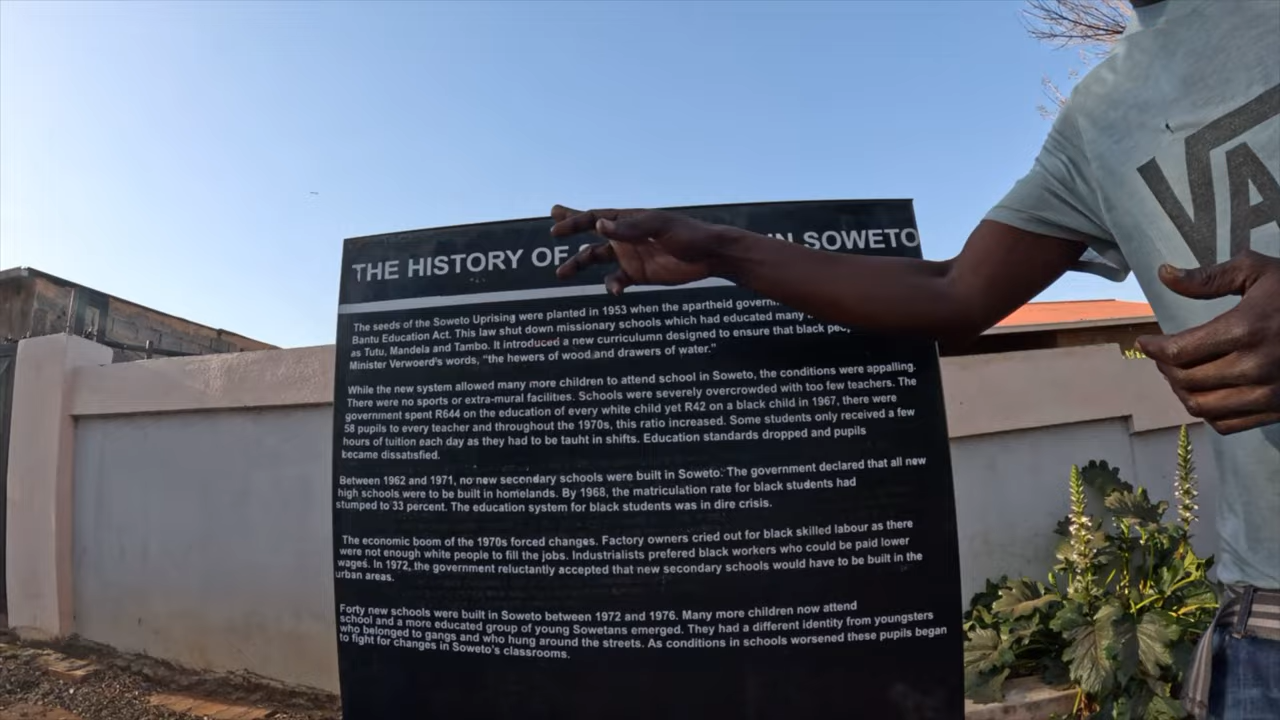 THE HISTORY OF IN SOWETO
The seeds of the Soweto Uprising were planted in 1953 when the apartheid
Bantu Education Act. This law shut down missionary schools which had educated many
as Tutu, Mandela and Tambo. It introduced a new curriculumn designed to ensure that black
Minister Verwoerd's words, "the hewers of wood and drawers of water."
While the new system allowed many more children to attend school in Soweto, the conditions were appalling.
There were no sports or extra-mural facilities. Schools were severely overcrowded with too few teachers. The
government spent R644 on the education of every white child yet R42 on a black child in 1967, there were
58 pupils to every teacher and throughout the 1970s, this ratio increased. Some students only received a few
hours of tuition each day as they had to be tauht in shifts. Education standards dropped and pupils
became dissatisfied.
Between 1962 and 1971, no new secondary schools were built in Soweto. The government declared that all new
high schools were to be built in homelands. By 1968, the matriculation rate for black students had
stumped to 33 percent. The education system for black students was in dire crisis.
The economic boom of the 1970s forced changes. Factory owners cried out for black skilled labour as there
were not enough white people to fill the jobs. Industrialists prefered black workers who could be paid lower
wages. In 1972, the government reluctantly accepted that new secondary schools would have to be built in the
urban areas.
Forty new schools were built in Soweto between 1972 and 1976. Many more children now attend
school and a more educated group of young Sowetans emerged. They had a different identity from youngsters
who belonged to gangs and who hung around the streets. As conditions in schools worsened these pupils began
to fight for changes in Soweto's classrooms.
VA